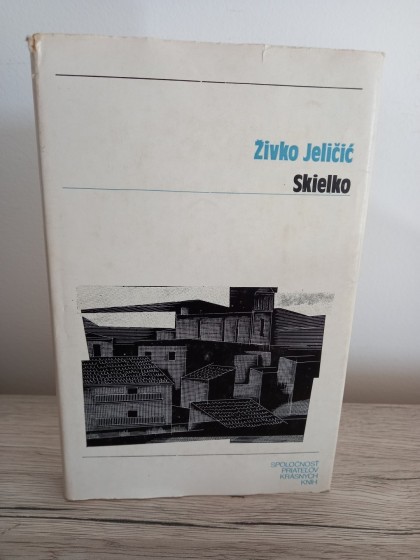 Živko Jeličić
Skielko
SPOLOČNOSŤ
PRIATEĽOV
KRÁSNYCH
KNÍH